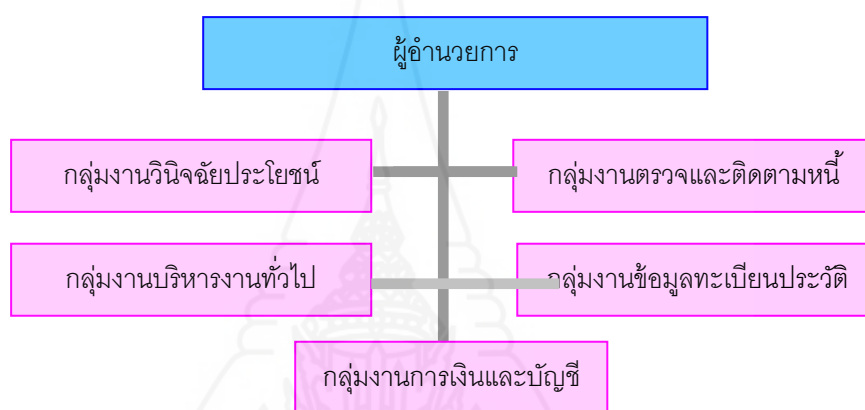 ผู้อำนวยการ
กลุ่มงานวินิจฉัยประโยชน์
กลุ่มงานตรวจและติดตามหนี้
กลุ่มงานบริหารงานทั่วไป
กลุ่มงานข้อมูลทะเบียนประวัติ
กลุ่มงานการเงินและบัญชี